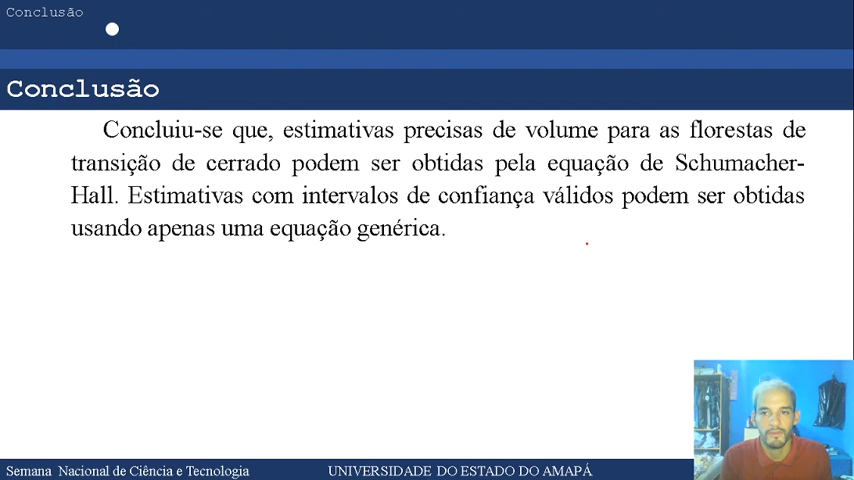 Conclusão
Conclusão
Concluiu-se que, estimativas precisas de volume para as florestas de
transição de cerrado podem ser obtidas pela equação de Schumacher-
Hall. Estimativas com intervalos de confiança válidos podem ser obtidas
usando apenas uma equação genérica.
Semana Nacional de Ciência e Tecnologia UNIVERSIDADE DO ESTADO DO AMAPÁ